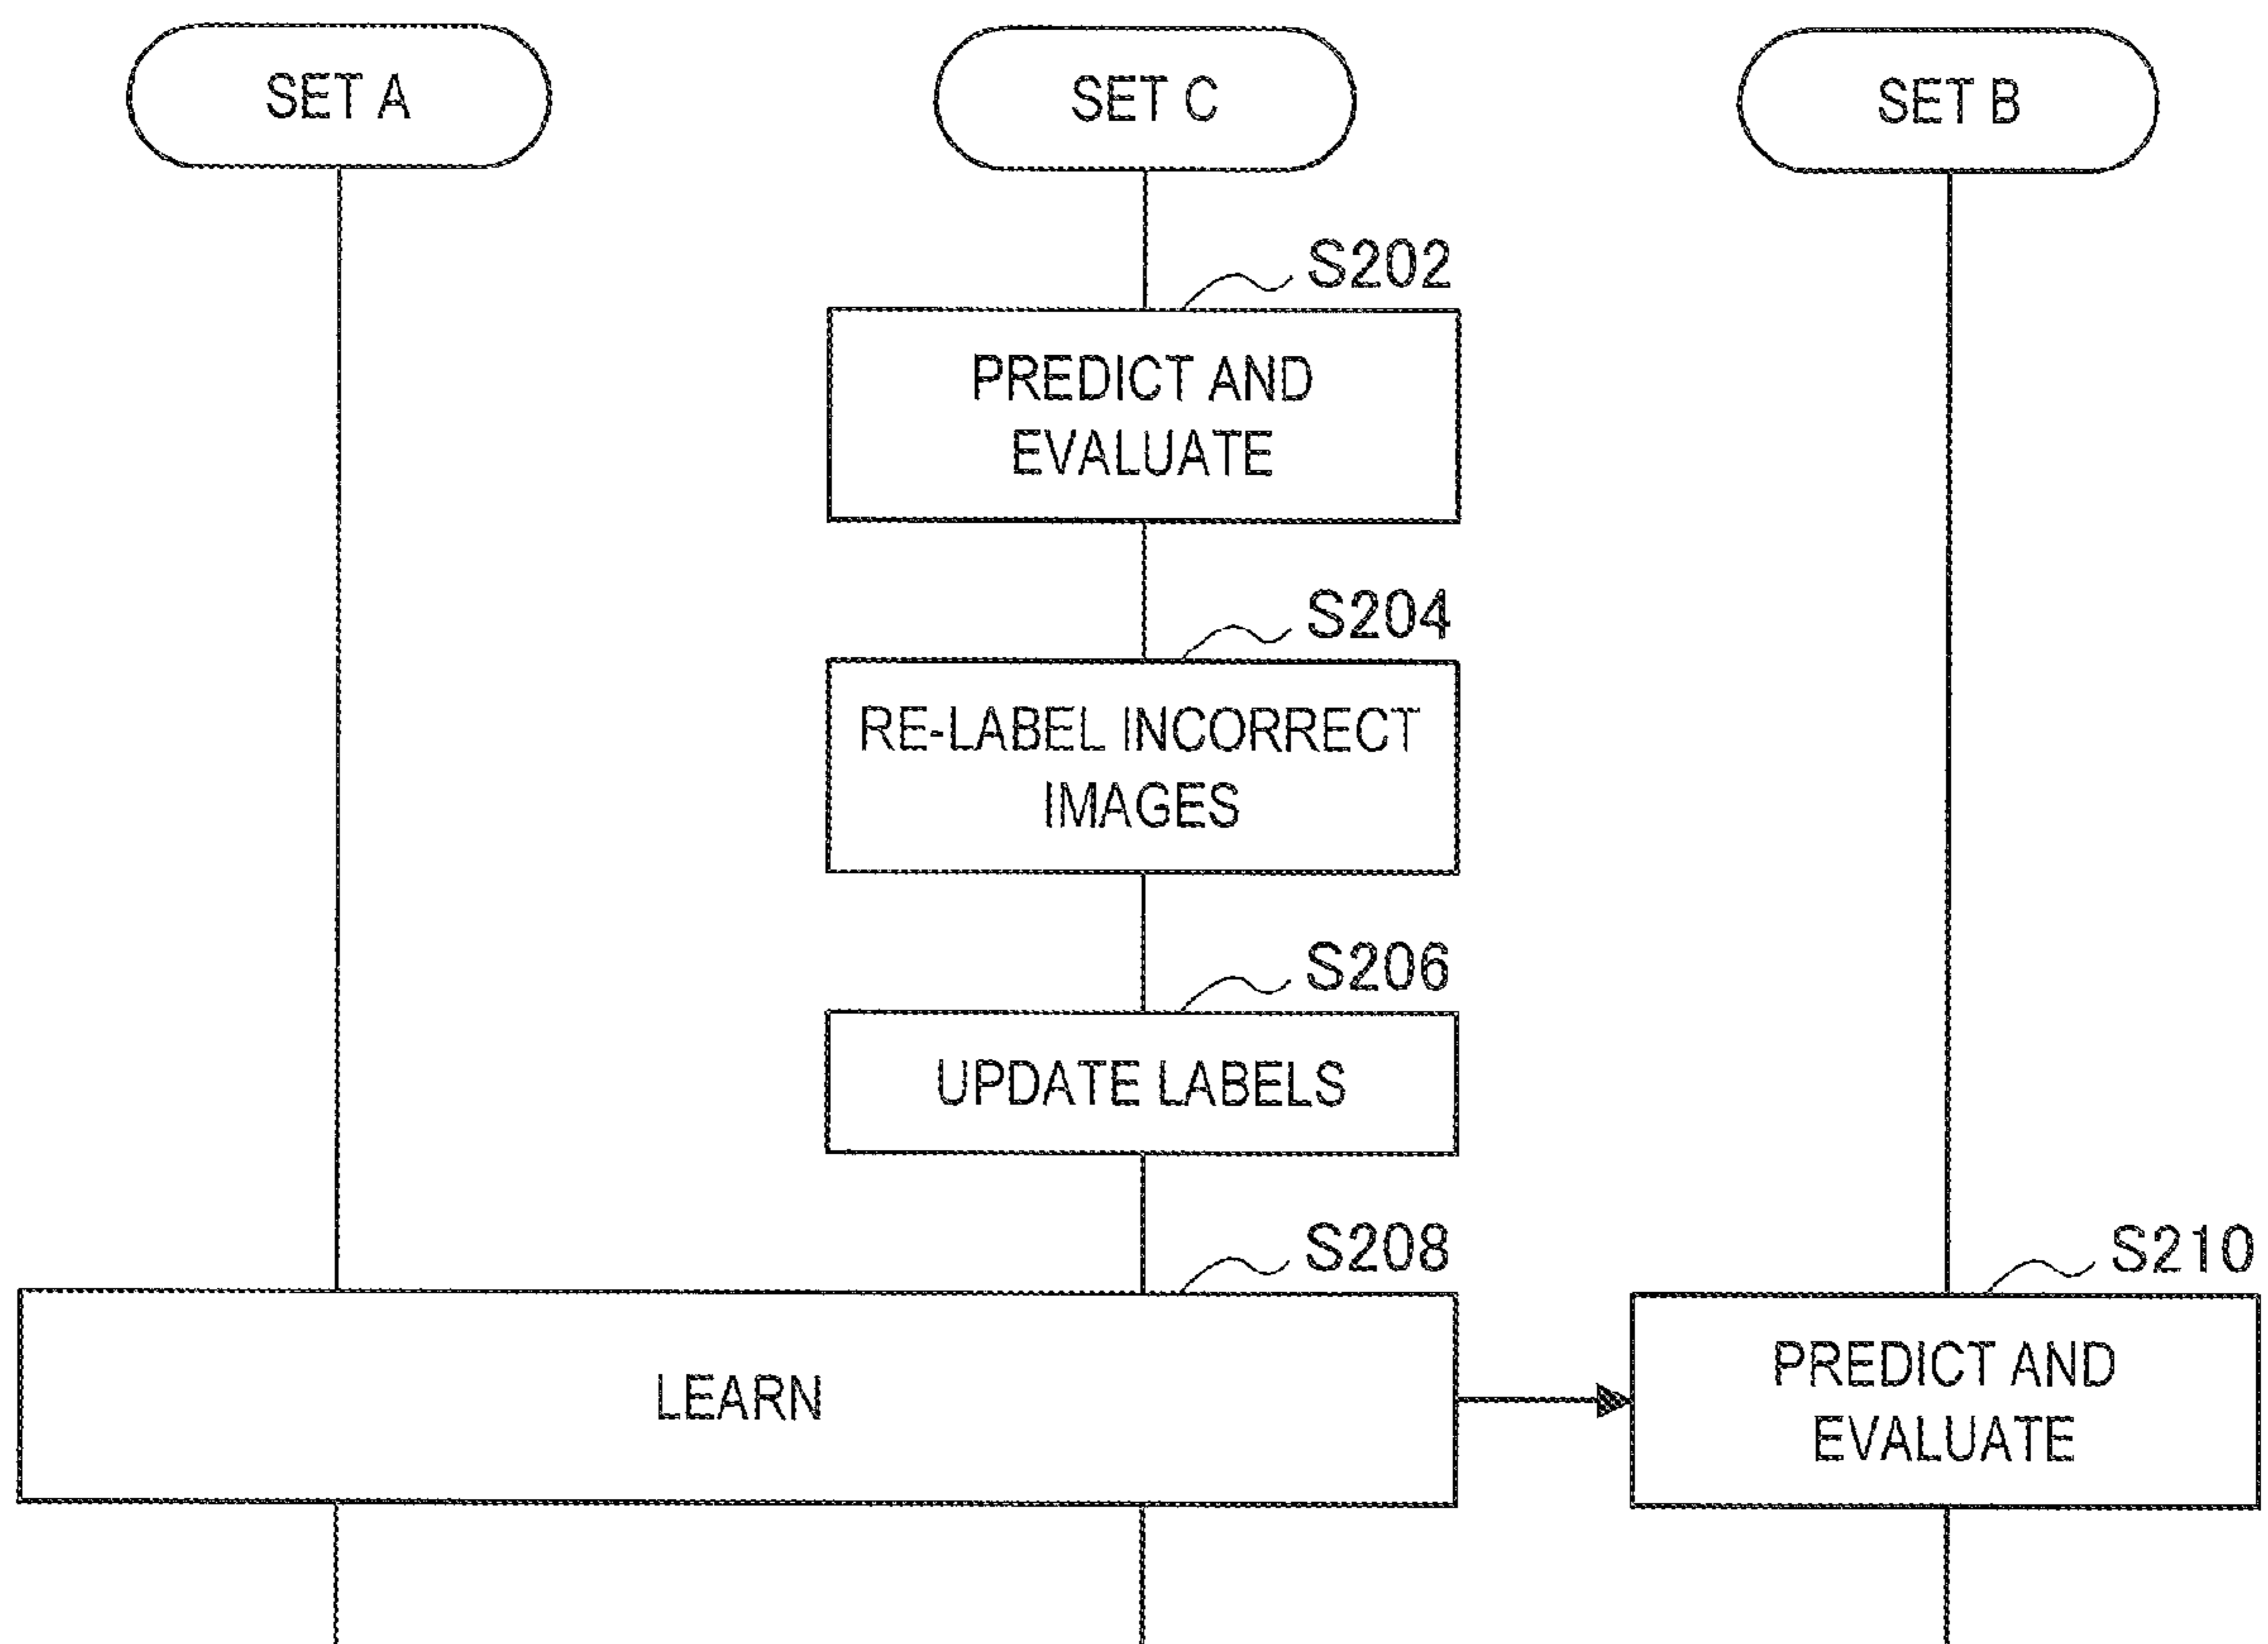 SET A
SET C
SET B
S202
PREDICT AND
EVALUATE
S204
RE-LABEL INCORRECT
IMAGES
S206
UPDATE LABELS
S208
LEARN
S210
PREDICT AND
EVALUATE